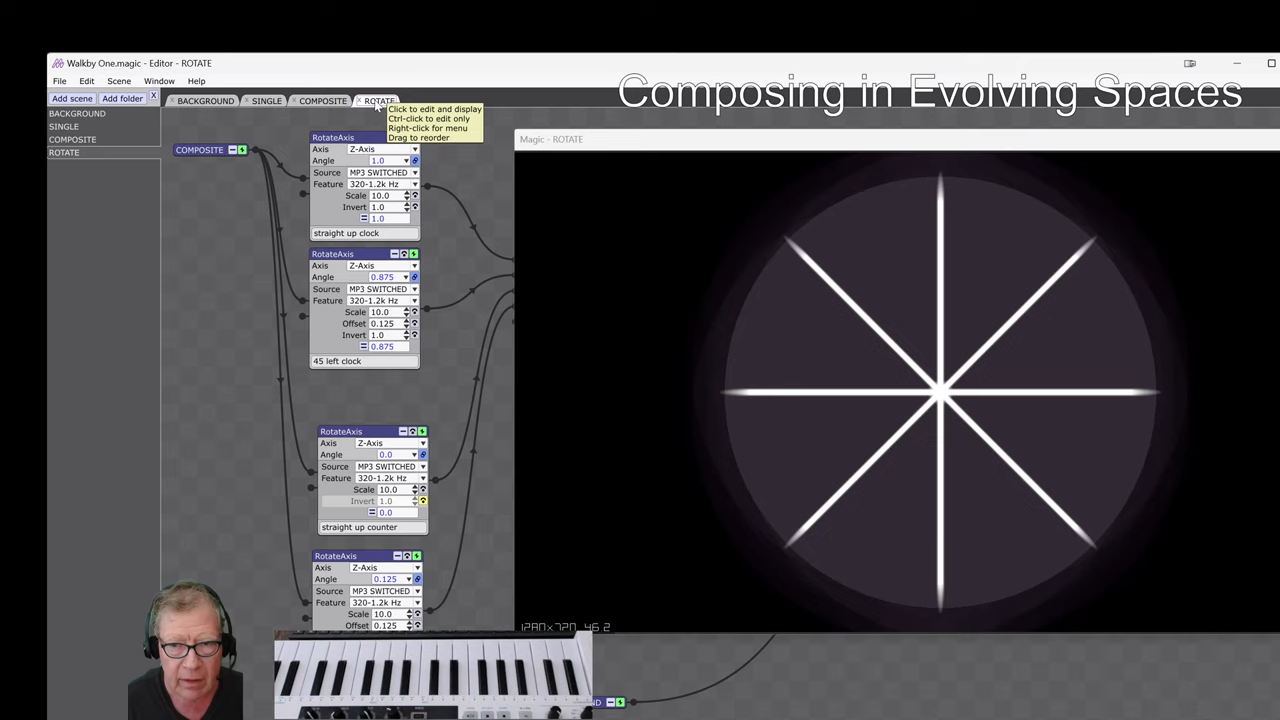 Walkby One.magic - Editor - ROTATE
Composing in Evolving Spaces
File Edit Scene Window Help
Add scene Add folder X
x BACKGROUND x SINGLE x COMPOSITE x ROTATE
Click to edit and display
Ctrl-click to edit only
Right-click for menu
Drag to reorder
BACKGROUND
SINGLE
COMPOSITE
ROTATE
COMPOSITE
RotateAxis
Axis Z-Axis
Angle 1.0
Source MP3 SWITCHED
Feature 320-1.2k Hz
Scale 10.0
Invert 1.0
= 1.0
straight up clock
RotateAxis
Axis Z-Axis
Angle 0.875
Source MP3 SWITCHED
Feature 320-1.2k Hz
Scale 10.0
Offset 0.125
Invert 1.0
= 0.875
45 left clock
RotateAxis
Axis Z-Axis
Angle 0.0
Source MP3 SWITCHED
Feature 320-1.2k Hz
Scale 10.0
Invert 1.0
= 0.0
straight up counter
RotateAxis
Axis Z-Axis
Angle 0.125
Source MP3 SWITCHED
Feature 320-1.2k Hz
Scale 10.0
Offset 0.125
Magic - ROTATE
1280x720, 46.2
ND